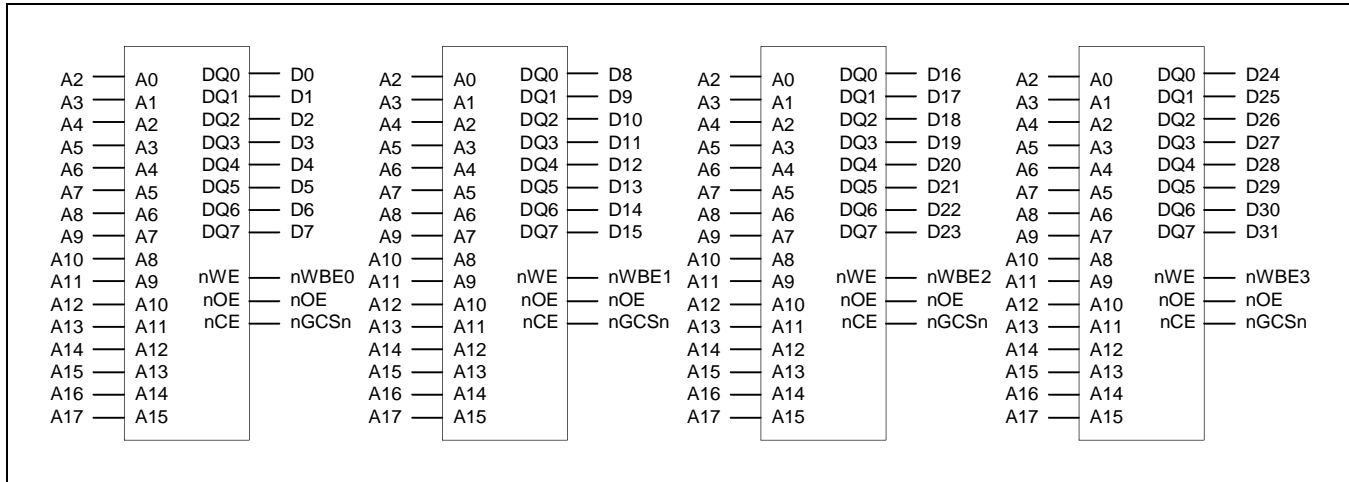 A2 A0 DQ0 D0 A2 A0 DQ0 D8 A2 A0 DQ0 D16 A2 A0 DQ0 D24
A3 A1 DQ1 D1 A3 A1 DQ1 D9 A3 A1 DQ1 D17 A3 A1 DQ1 D25
A4 A2 DQ2 D2 A4 A2 DQ2 D10 A4 A2 DQ2 D18 A4 A2 DQ2 D26
A5 A3 DQ3 D3 A5 A3 DQ3 D11 A5 A3 DQ3 D19 A5 A3 DQ3 D27
A6 A4 DQ4 D4 A6 A4 DQ4 D12 A6 A4 DQ4 D20 A6 A4 DQ4 D28
A7 A5 DQ5 D5 A7 A5 DQ5 D13 A7 A5 DQ5 D21 A7 A5 DQ5 D29
A8 A6 DQ6 D6 A8 A6 DQ6 D14 A8 A6 DQ6 D22 A8 A6 DQ6 D30
A9 A7 DQ7 D7 A9 A7 DQ7 D15 A9 A7 DQ7 D23 A9 A7 DQ7 D31
A10 A8 A10 A8 A10 A8 A10 A8
A11 A9 nWE nWBE0 A11 A9 nWE nWBE1 A11 A9 nWE nWBE2 A11 A9 nWE nWBE3
A12 A10 nOE nOE A12 A10 nOE nOE A12 A10 nOE nOE A12 A10 nOE nOE
A13 A11 nCE nGCSn A13 A11 nCE nGCSn A13 A11 nCE nGCSn A13 A11 nCE nGCSn
A14 A12 A14 A12 A14 A12 A14 A12
A15 A13 A15 A13 A15 A13 A15 A13
A16 A14 A16 A14 A16 A14 A16 A14
A17 A15 A17 A15 A17 A15 A17 A15